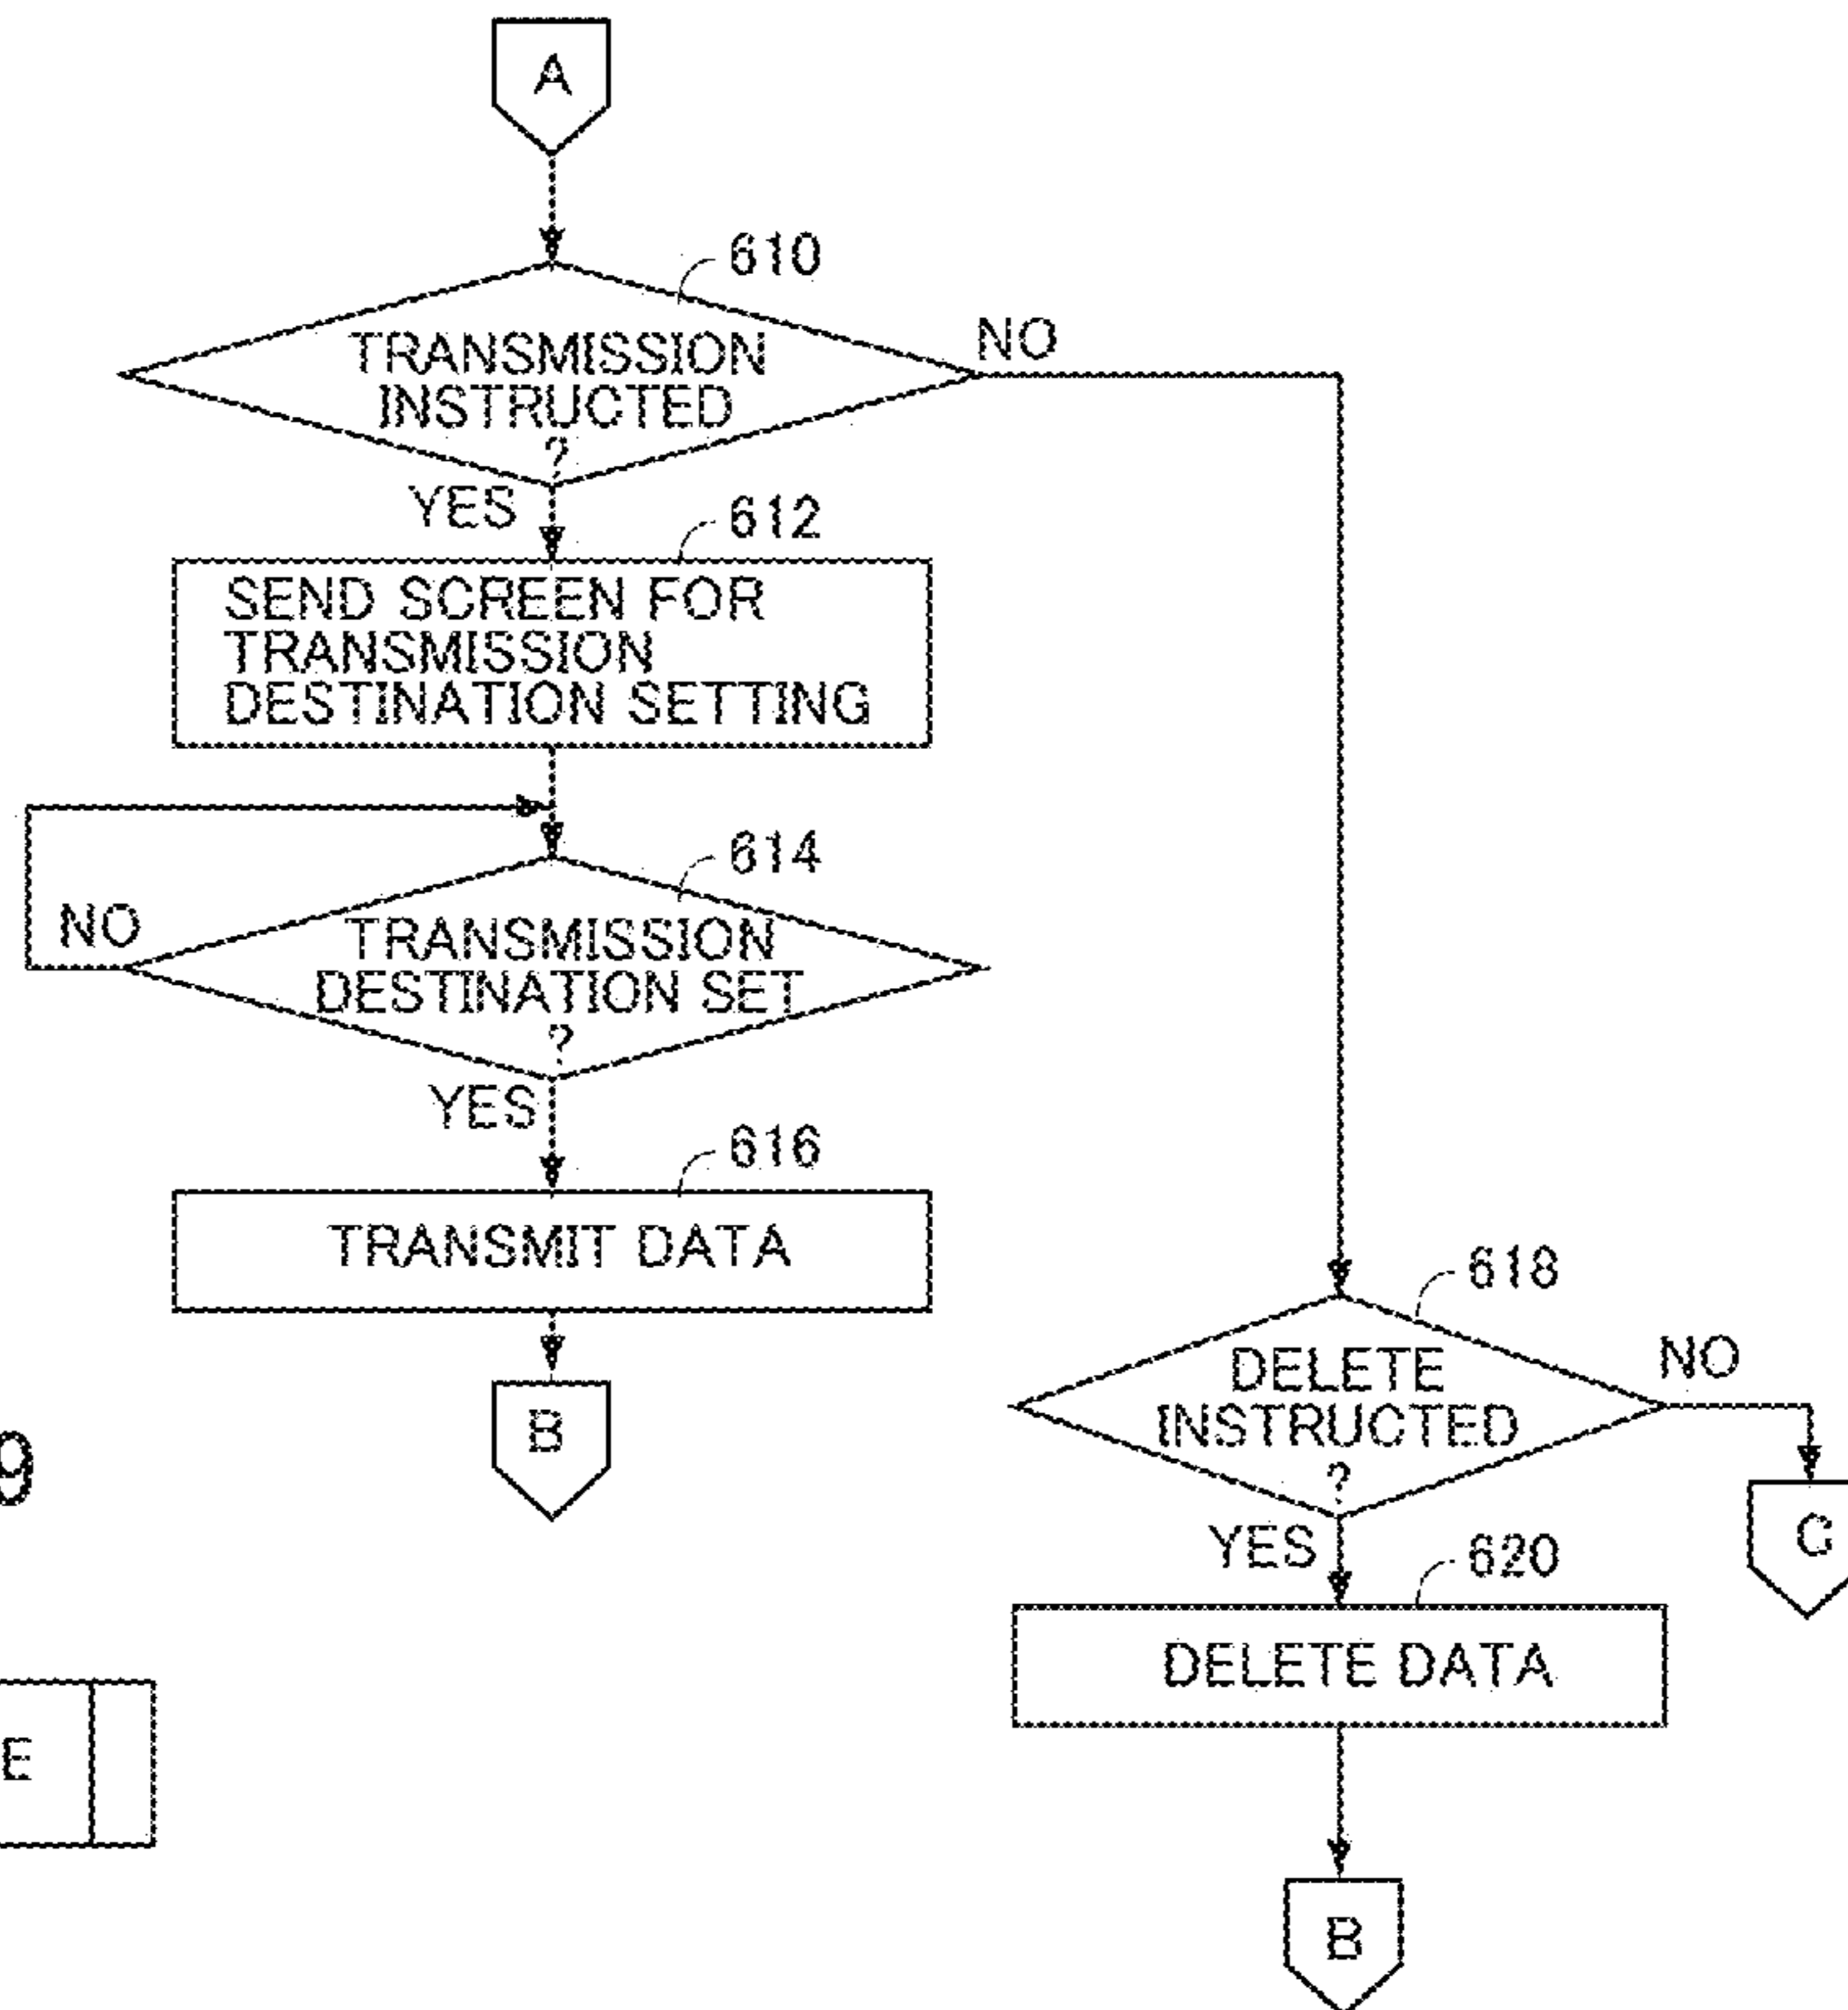 A
610
TRANSMISSION
INSTRUCTED
?
NO
YES
612
SEND SCREEN FOR
TRANSMISSION
DESTINATION SETTING
614
NO
TRANSMISSION
DESTINATION SET
?
YES
616
TRANSMIT DATA
B
618
DELETE
INSTRUCTED
?
NO
C
YES
620
DELETE DATA
B
9
E